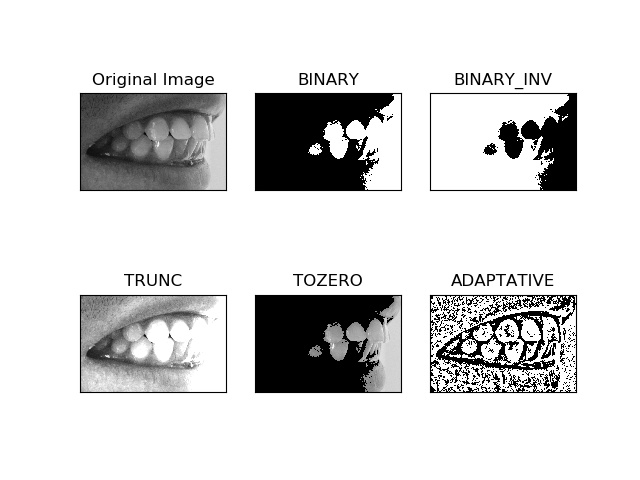 Original Image
BINARY
BINARY_INV
TRUNC
TOZERO
ADAPTATIVE